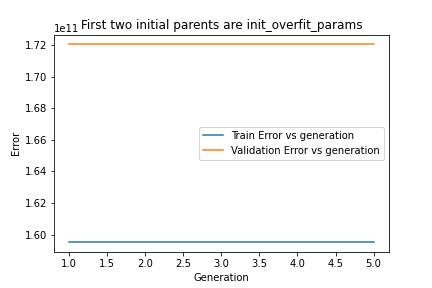 First two initial parents are init_overfit_params
1e11
1.72
1.70
1.68
1.66
1.64
1.62
1.60
Error
Train Error vs generation
Validation Error vs generation
1.0 1.5 2.0 2.5 3.0 3.5 4.0 4.5 5.0
Generation